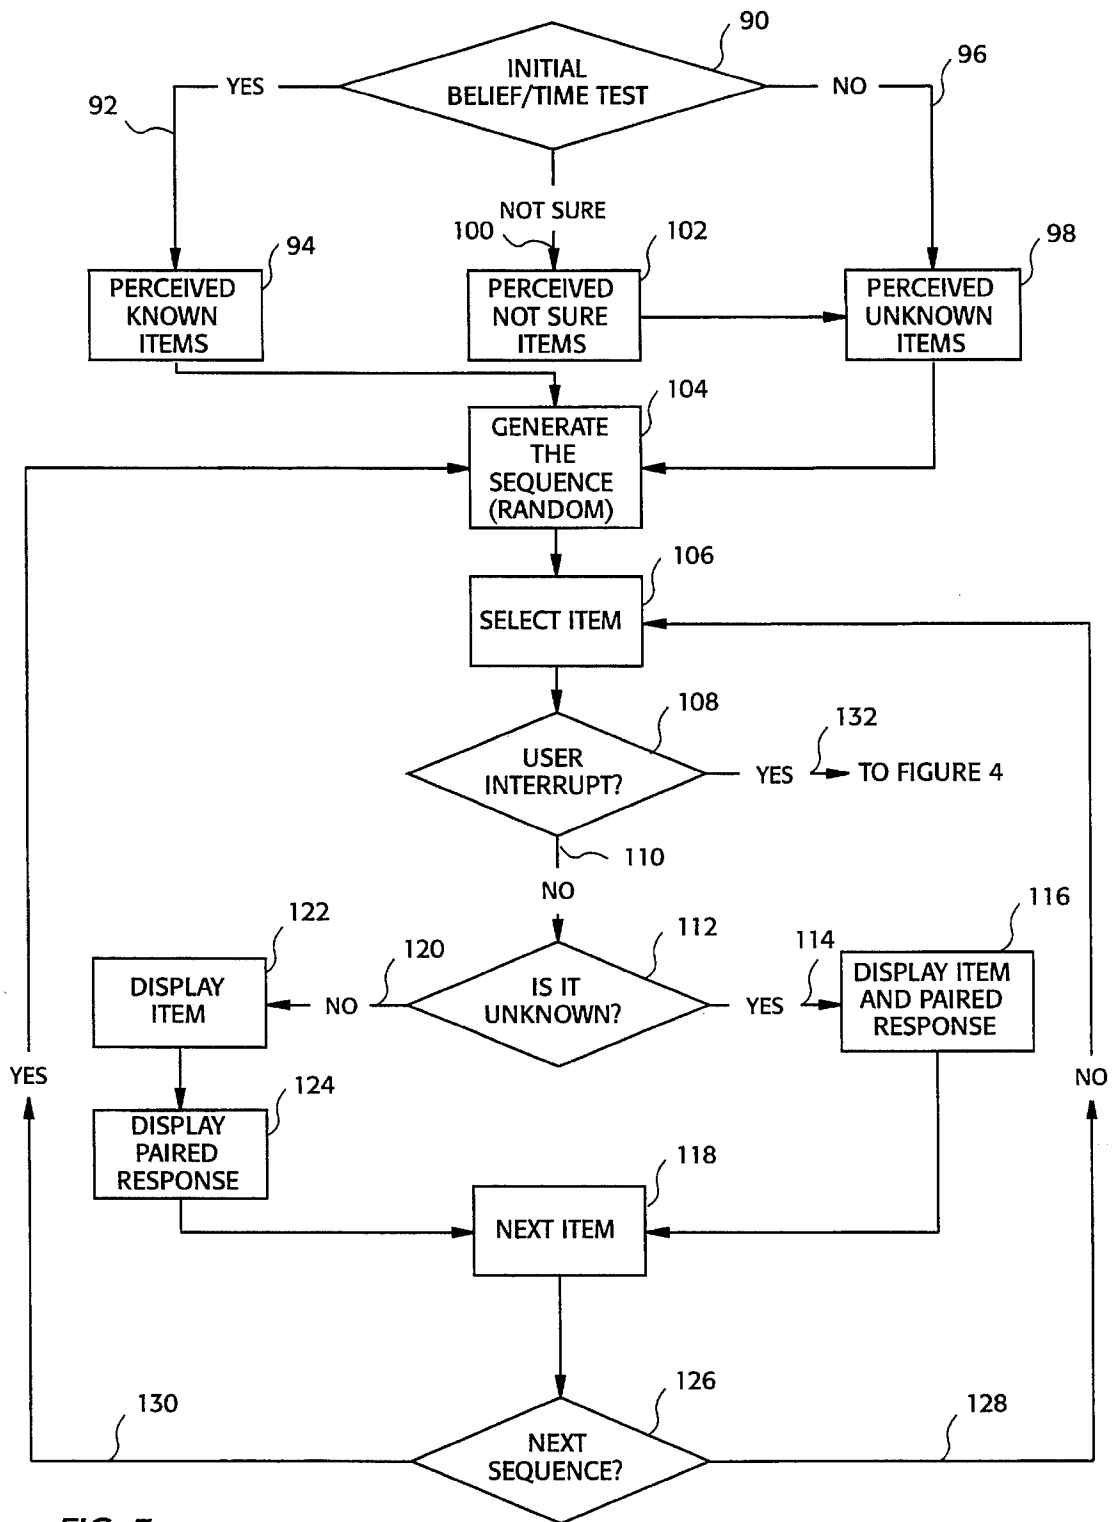 90
INITIAL
BELIEF/TIME TEST
YES
NO
96
92
NOT SURE
100
94
102
98
PERCEIVED
KNOWN
ITEMS
PERCEIVED
NOT SURE
ITEMS
PERCEIVED
UNKNOWN
ITEMS
104
GENERATE
THE
SEQUENCE
(RANDOM)
106
SELECT ITEM
108
132
USER
INTERRUPT?
YES
TO FIGURE 4
110
NO
122
120
112
114
116
DISPLAY
ITEM
NO
IS IT
UNKNOWN?
YES
DISPLAY ITEM
AND PAIRED
RESPONSE
YES
NO
124
DISPLAY
PAIRED
RESPONSE
118
NEXT ITEM
130
126
128
NEXT
SEQUENCE?